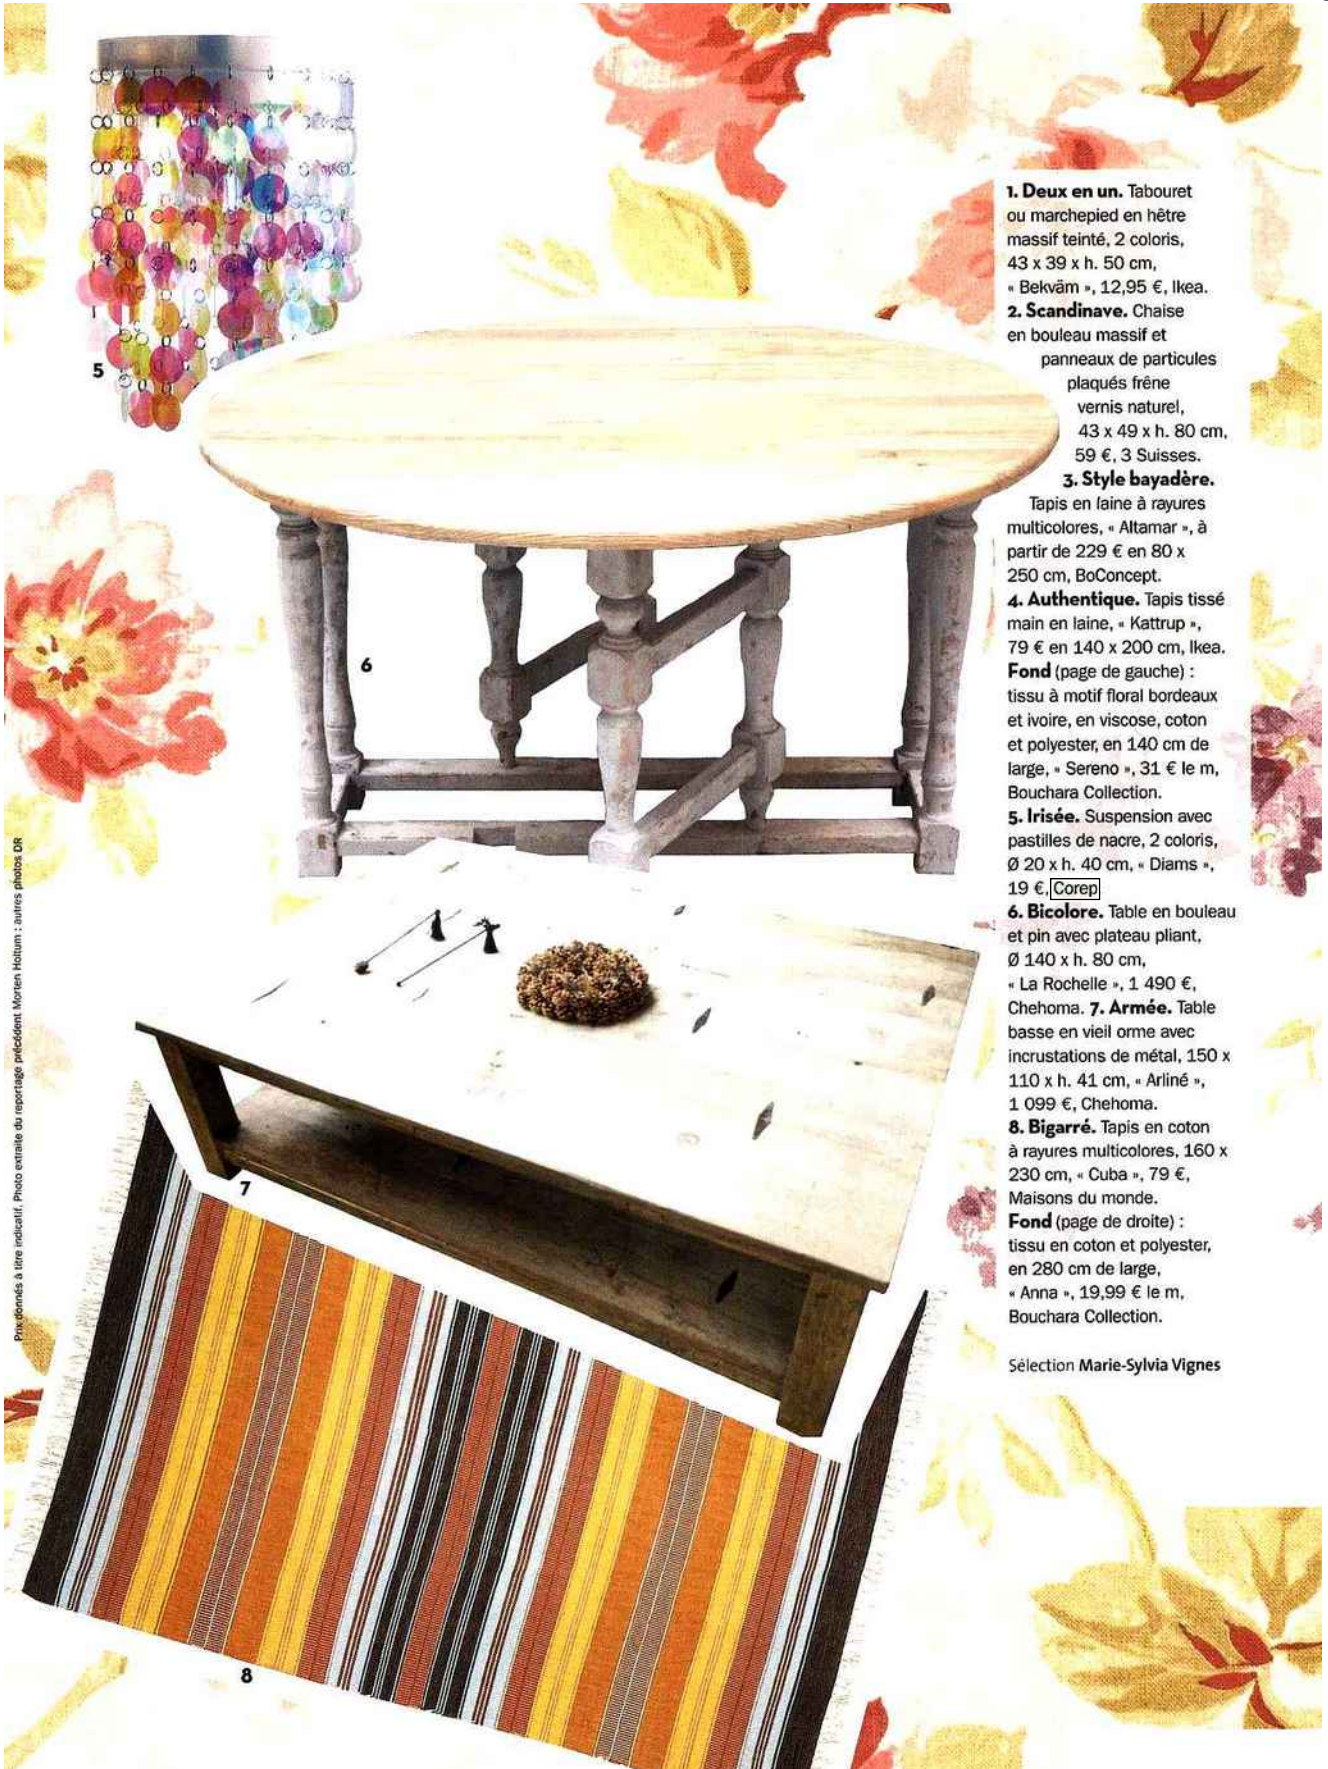 1. Deux en un. Tabouret
ou marchepied en hêtre
massif teinté, 2 coloris,
43 x 39 x h. 50 cm,
« Bekväm », 12,95 €, Ikea.
2. Scandinave. Chaise
en bouleau massif et
panneaux de particules
plaqués frêne
vernis naturel,
43 x 49 x h. 80 cm,
59 €, 3 Suisses.
3. Style bayadère.
Tapis en laine à rayures
multicolores, « Altamar », à
partir de 229 € en 80 x
250 cm, BoConcept.
4. Authentique. Tapis tissé
main en laine, « Kattrup »,
79 € en 140 x 200 cm, Ikea.
Fond (page de gauche) :
tissu à motif floral bordeaux
et ivoire, en viscose, coton
et polyester, en 140 cm de
large, « Sereno », 31 € le m,
Bouchara Collection.
5. Irisée. Suspension avec
pastilles de nacre, 2 coloris,
Ø 20 x h. 40 cm, « Diams »,
19 €, Corep
6. Bicolore. Table en bouleau
et pin avec plateau pliant,
Ø 140 x h. 80 cm,
« La Rochelle », 1 490 €,
Chehoma. 7. Armée. Table
basse en vieil orme avec
incrustations de métal, 150 x
110 x h. 41 cm, « Arliné »,
1 099 €, Chehoma.
8. Bigarré. Tapis en coton
à rayures multicolores, 160 x
230 cm, « Cuba », 79 €,
Maisons du monde.
Fond (page de droite) :
tissu en coton et polyester,
en 280 cm de large,
« Anna », 19,99 € le m,
Bouchara Collection.
Sélection Marie-Sylvia Vignes
5
6
7
8
Prix donnés à titre indicatif. Photo extraite du reportage précédent Morten Holtum ; autres photos DR